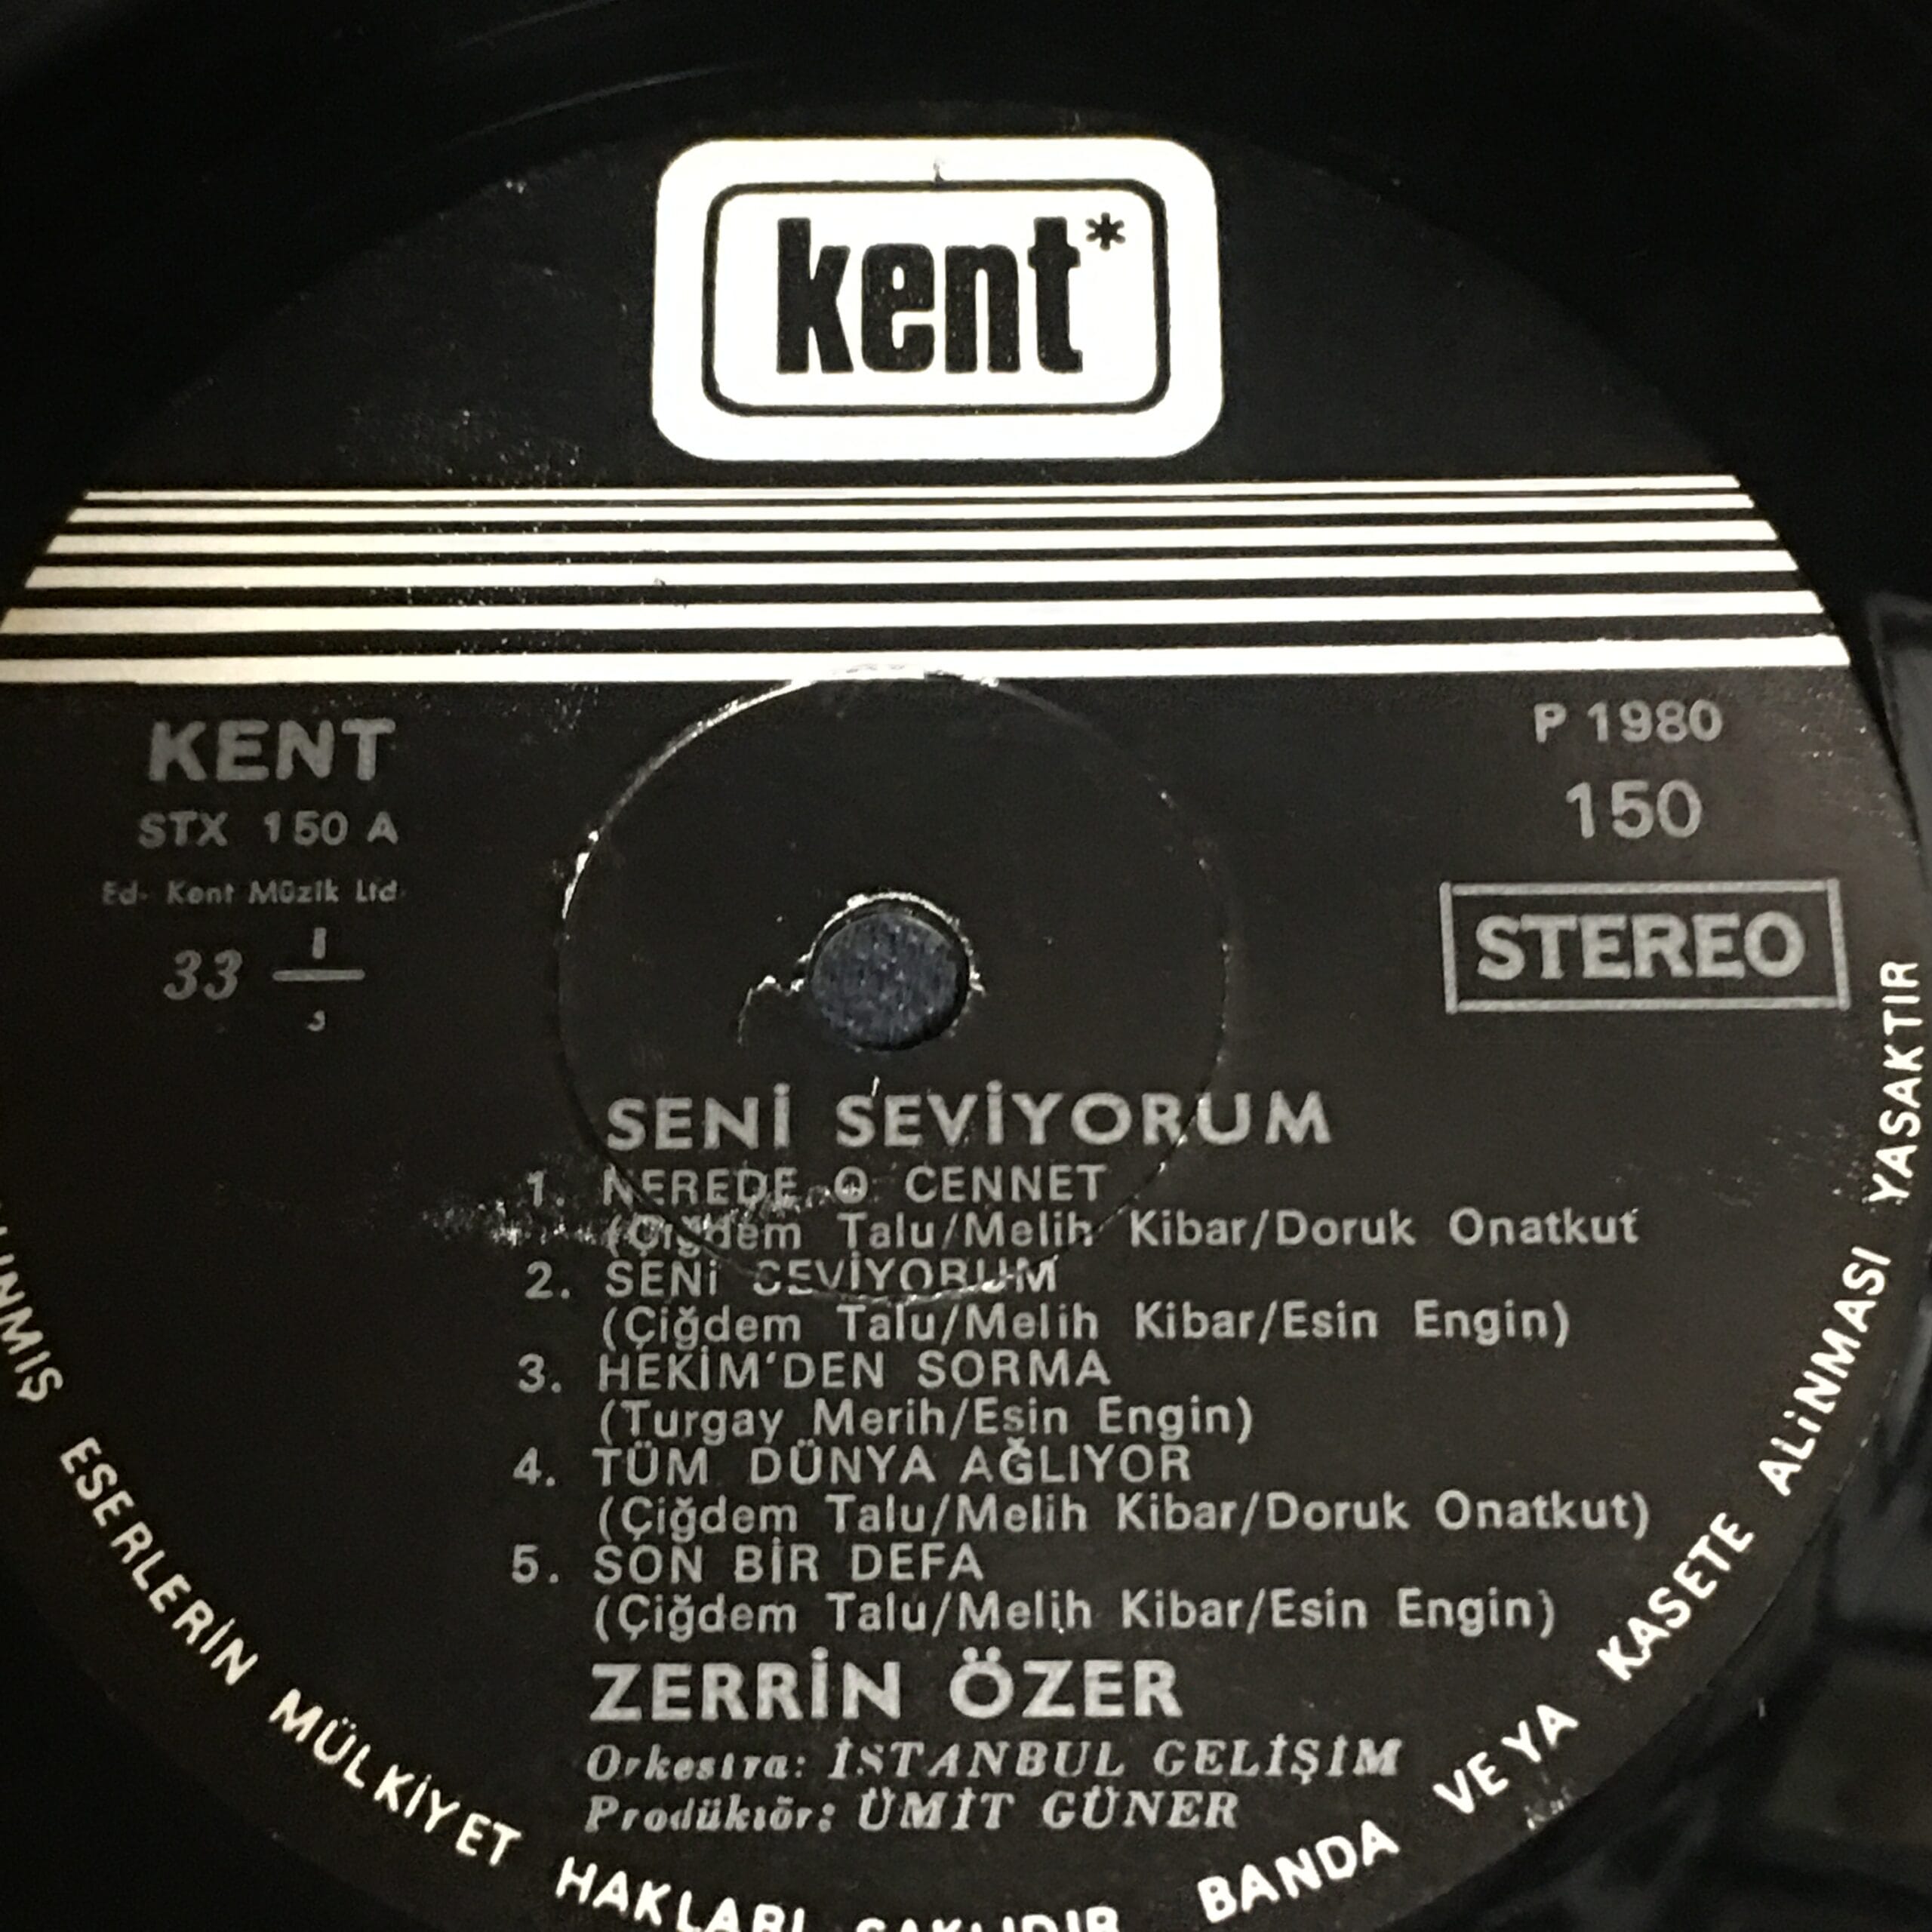 kent*
KENT
STX 150 A
Ed- Kent Müzik Ltd.
33 1/3
P 1980
150
STEREO
SENİ SEVİYORUM
1. NEREDE O CENNET
(Çiğdem Talu/Melih Kibar/Doruk Onatkut
2. SENİ SEVİYORUM
(Çiğdem Talu/Melih Kibar/Esin Engin)
3. HEKİM'DEN SORMA
(Turgay Merih/Esin Engin)
4. TÜM DÜNYA AĞLIYOR
(Çiğdem Talu/Melih Kibar/Doruk Onatkut)
5. SON BİR DEFA
(Çiğdem Talu/Melih Kibar/Esin Engin)
ZERRİN ÖZER
Orkestra: İSTANBUL GELİŞİM
Prodüktör: ÜMİT GÜNER
ESERLERİN MÜLKİYET HAKLARI SAKLIDIR BANDA VEYA KASETE ALİNMASI YASAKTIR